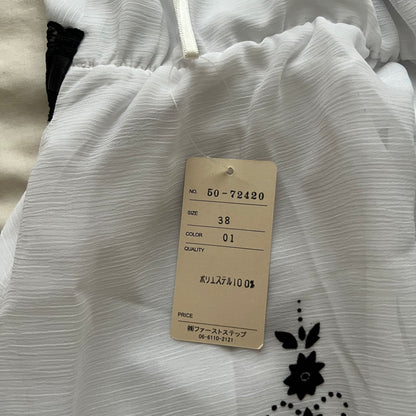 NO. 50-72420
SIZE 38
COLOR 01
QUALITY
ポリエステル100%
PRICE
㈱ファーストステップ
06-6110-2121